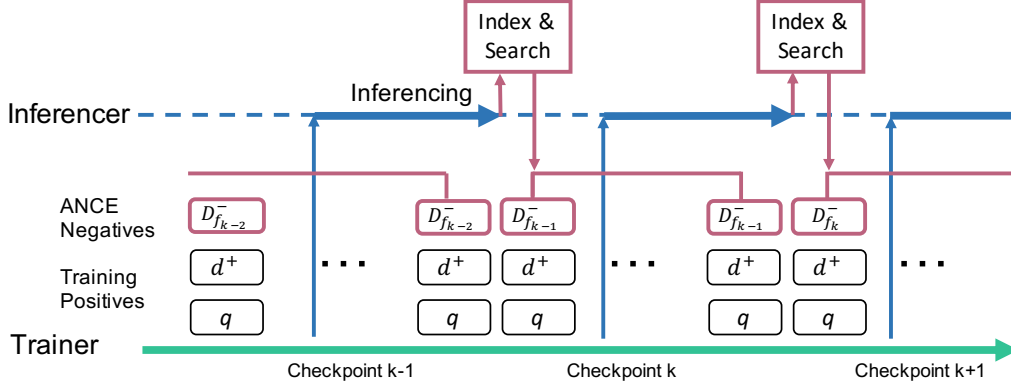 Index & Search
Index & Search
Inferencing
Inferencer
ANCE Negatives
$D^-_{f_{k-2}}$ $D^-_{f_{k-2}}$ $D^-_{f_{k-1}}$ $D^-_{f_{k-1}}$ $D^-_{f_k}$
Training Positives
$d^+$ ... $d^+$ $d^+$ ... $d^+$ $d^+$ ...
$q$ $q$ $q$ $q$ $q$
Trainer
Checkpoint k-1 Checkpoint k Checkpoint k+1